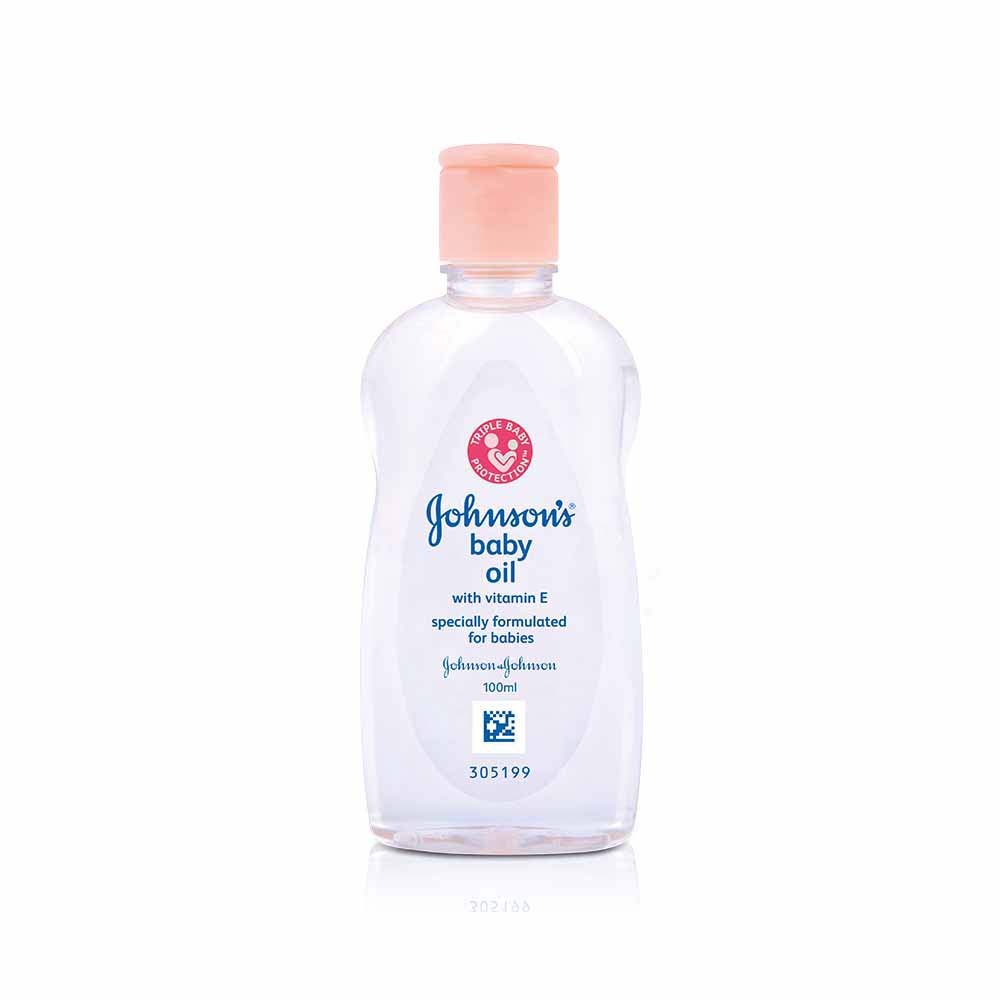 TRIPLE BABY
PROTECTION™
Johnson's®
baby
oil
with vitamin E
specially formulated
for babies
Johnson & Johnson
100ml
305199